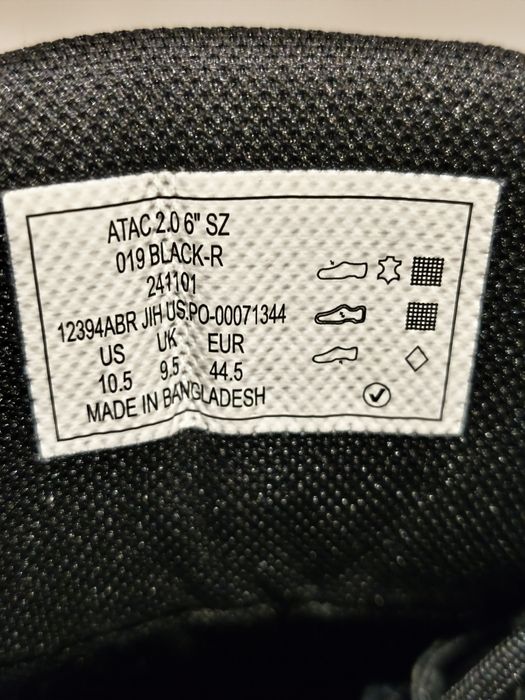 ATAC 2.0 6" SZ
019 BLACK-R
241101
12394ABR JIH US.PO-00071344
US UK EUR
10.5 9.5 44.5
MADE IN BANGLADESH